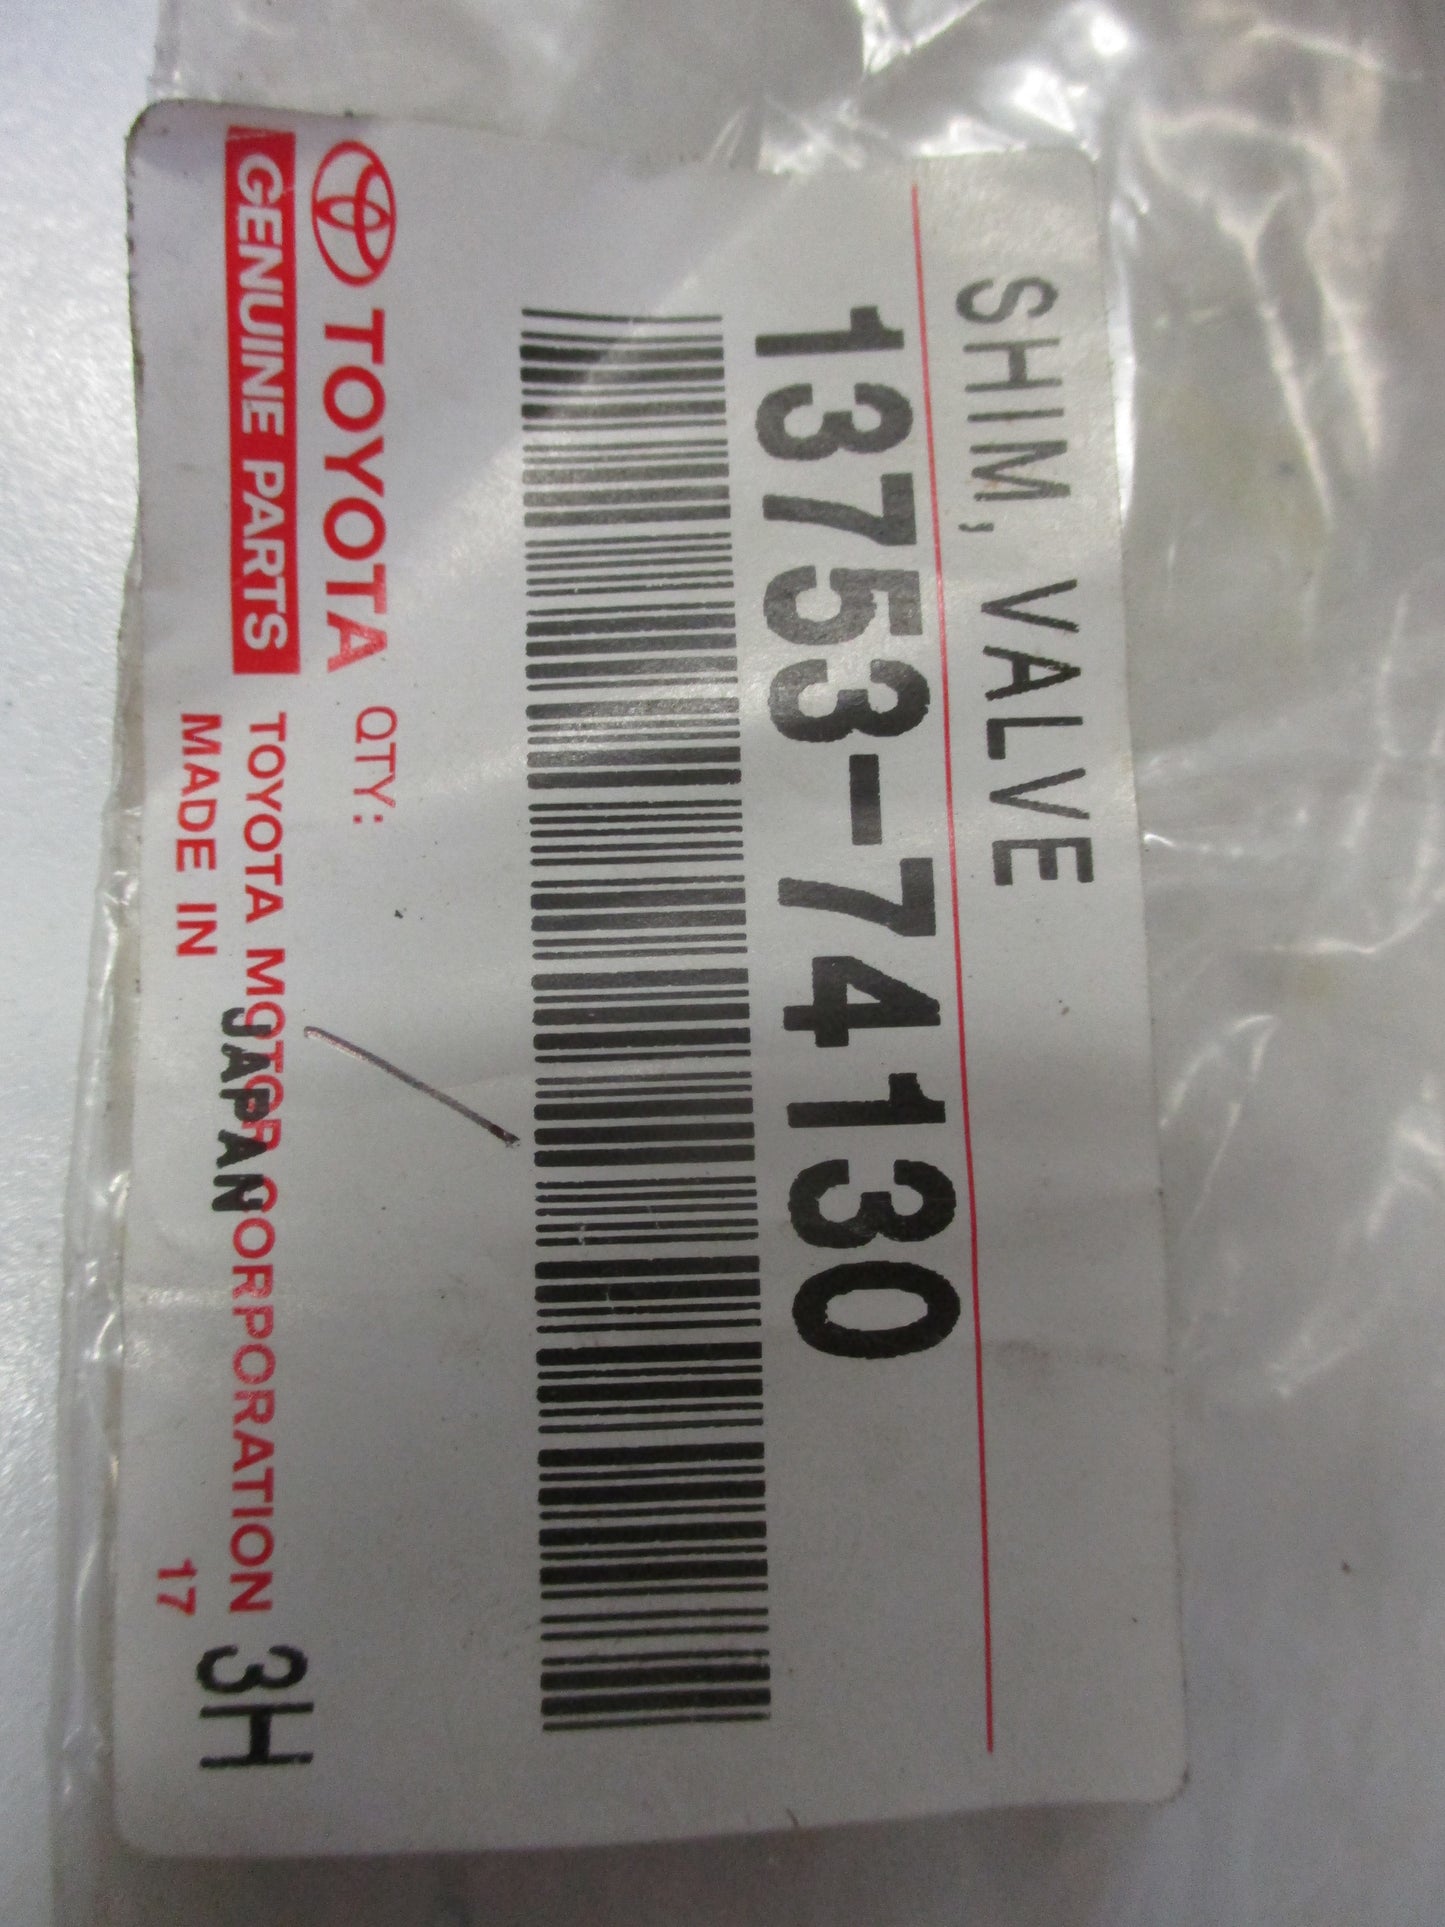 SHIM, VALVE
13753-74130
TOYOTA QTY:
GENUINE PARTS TOYOTA MOTOR CORPORATION
MADE IN JAPAN
17 3H